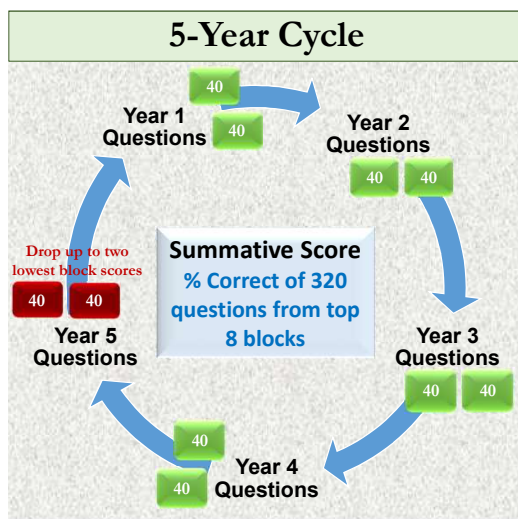 5-Year Cycle
40
Year 1
Questions
40
Year 2
Questions
40 40
Year 3
Questions
40 40
Year 4
Questions
40
40
Drop up to two
lowest block scores
40 40
Year 5
Questions
Summative Score
% Correct of 320
questions from top
8 blocks